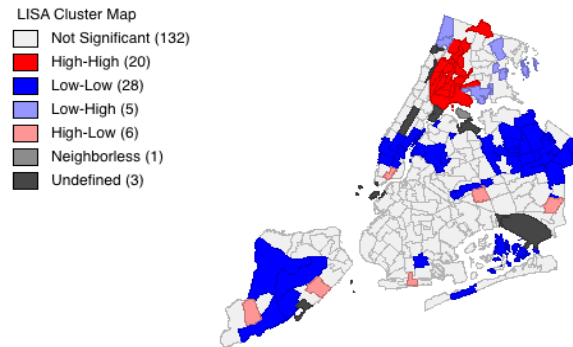 LISA Cluster Map
Not Significant (132)
High-High (20)
Low-Low (28)
Low-High (5)
High-Low (6)
Neighborless (1)
Undefined (3)